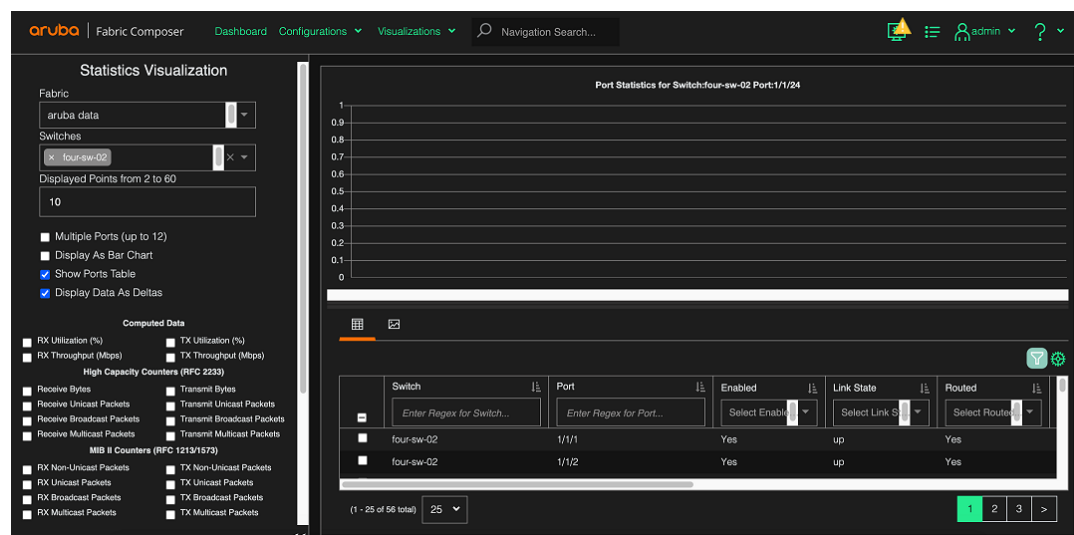 aruba | Fabric Composer Dashboard Configurations Visualizations Navigation Search... admin ?
Statistics Visualization
Fabric
aruba data
Switches
× four-sw-02 ×
Displayed Points from 2 to 60
10
Multiple Ports (up to 12)
Display As Bar Chart
Show Ports Table
Display Data As Deltas
Computed Data
RX Utilization (%) TX Utilization (%)
RX Throughput (Mbps) TX Throughput (Mbps)
High Capacity Counters (RFC 2233)
Receive Bytes Transmit Bytes
Receive Unicast Packets Transmit Unicast Packets
Receive Broadcast Packets Transmit Broadcast Packets
Receive Multicast Packets Transmit Multicast Packets
MIB II Counters (RFC 1213/1573)
RX Non-Unicast Packets TX Non-Unicast Packets
RX Unicast Packets TX Unicast Packets
RX Broadcast Packets TX Broadcast Packets
RX Multicast Packets TX Multicast Packets
Port Statistics for Switch:four-sw-02 Port:1/1/24
1
0.9
0.8
0.7
0.6
0.5
0.4
0.3
0.2
0.1
0
Switch Port Enabled Link State Routed
Enter Regex for Switch... Enter Regex for Port... Select Enable Select Link S Select Route
four-sw-02 1/1/1 Yes up Yes
four-sw-02 1/1/2 Yes up Yes
(1 - 25 of 56 total) 25 1 2 3 >